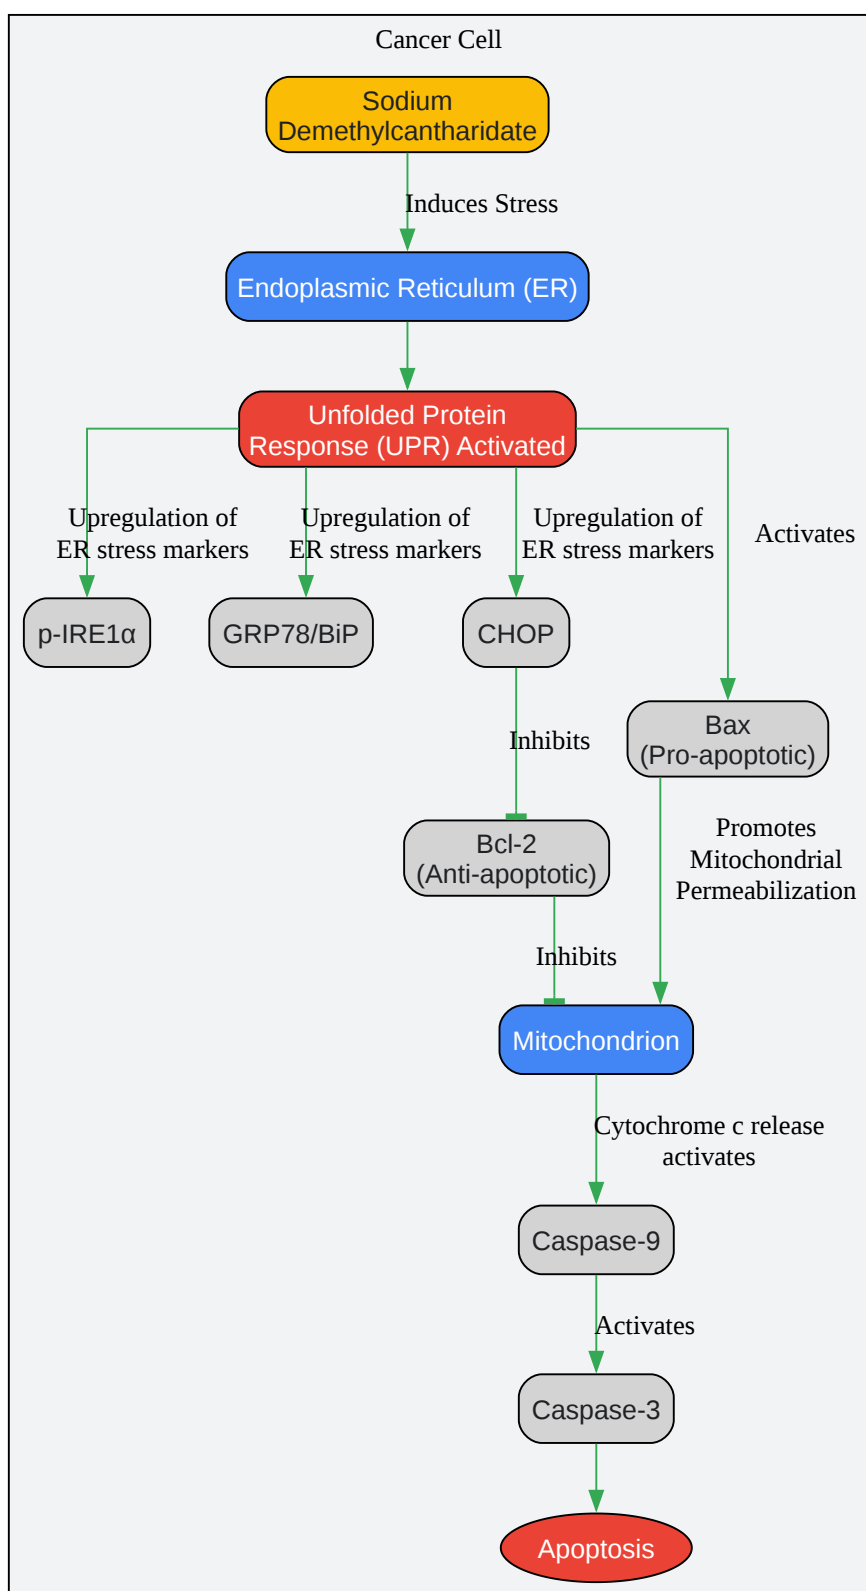 Cancer Cell
Sodium
Demethylcantharidate
Induces Stress
Endoplasmic Reticulum (ER)
Unfolded Protein
Response (UPR) Activated
Upregulation of
ER stress markers
Upregulation of
ER stress markers
Upregulation of
ER stress markers
Activates
p-IRE1α
GRP78/BiP
CHOP
Bax
(Pro-apoptotic)
Inhibits
Bcl-2
(Anti-apoptotic)
Promotes
Mitochondrial
Permeabilization
Inhibits
Mitochondrion
Cytochrome c release
activates
Caspase-9
Activates
Caspase-3
Apoptosis